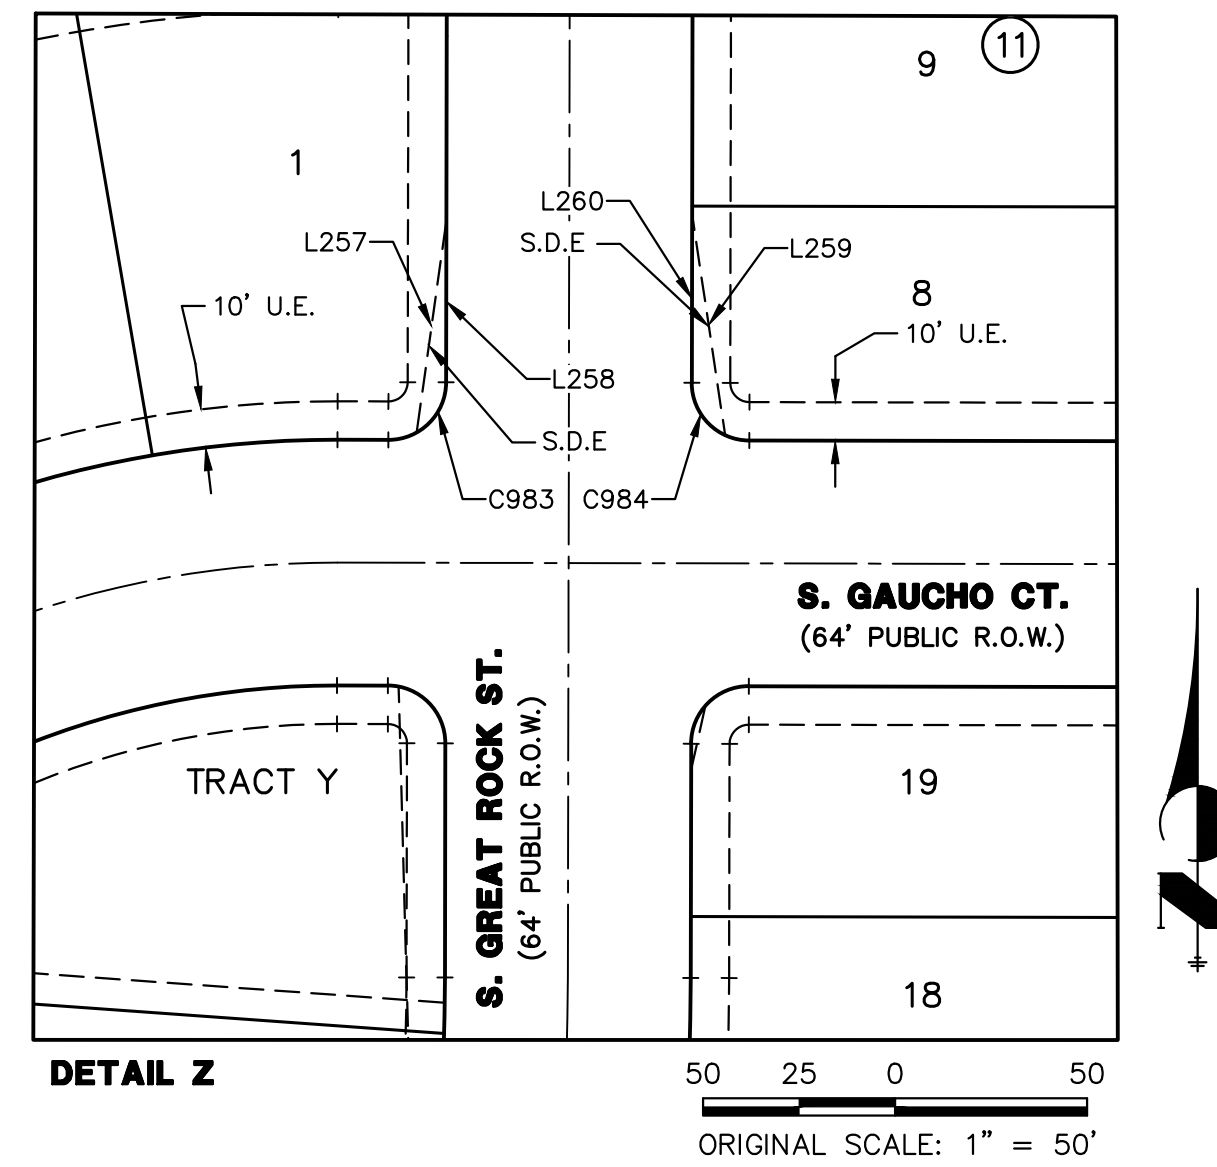 9
11
1
L260
S.D.E
L257
L259
8
10' U.E.
10' U.E.
L258
S.D.E
C983
C984
S. GAUCHO CT.
(64' PUBLIC R.O.W.)
S. GREAT ROCK ST.
(64' PUBLIC R.O.W.)
TRACT Y
19
18
N
DETAIL Z
50 25 0 50
ORIGINAL SCALE: 1" = 50'